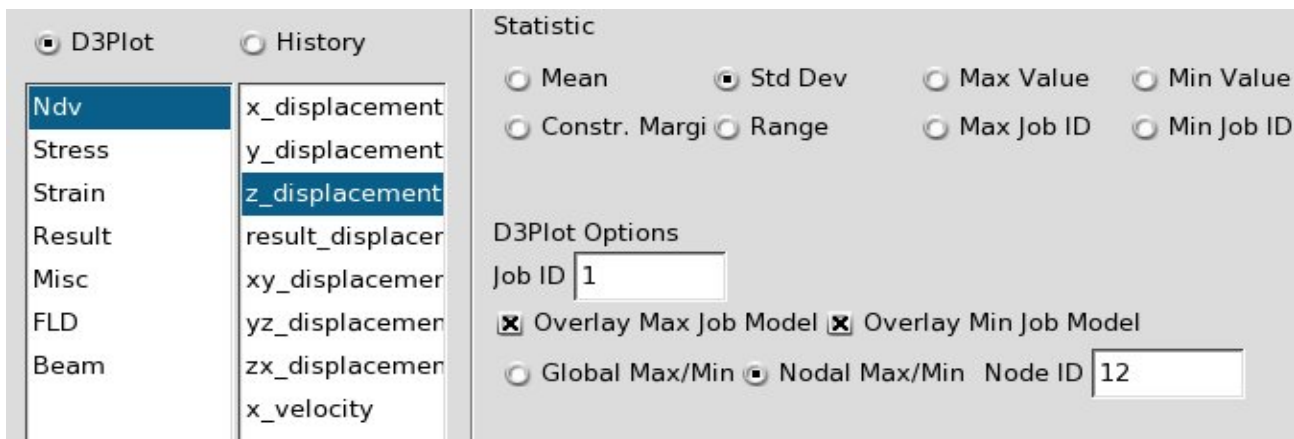 D3Plot History
Ndv
Stress
Strain
Result
Misc
FLD
Beam
x_displacement
y_displacement
z_displacement
result_displacer
xy_displacemer
yz_displacemen
zx_displacemen
x_velocity
Statistic
Mean Std Dev Max Value Min Value
Constr. Margi Range Max Job ID Min Job ID
D3Plot Options
Job ID 1
Overlay Max Job Model Overlay Min Job Model
Global Max/Min Nodal Max/Min Node ID 12